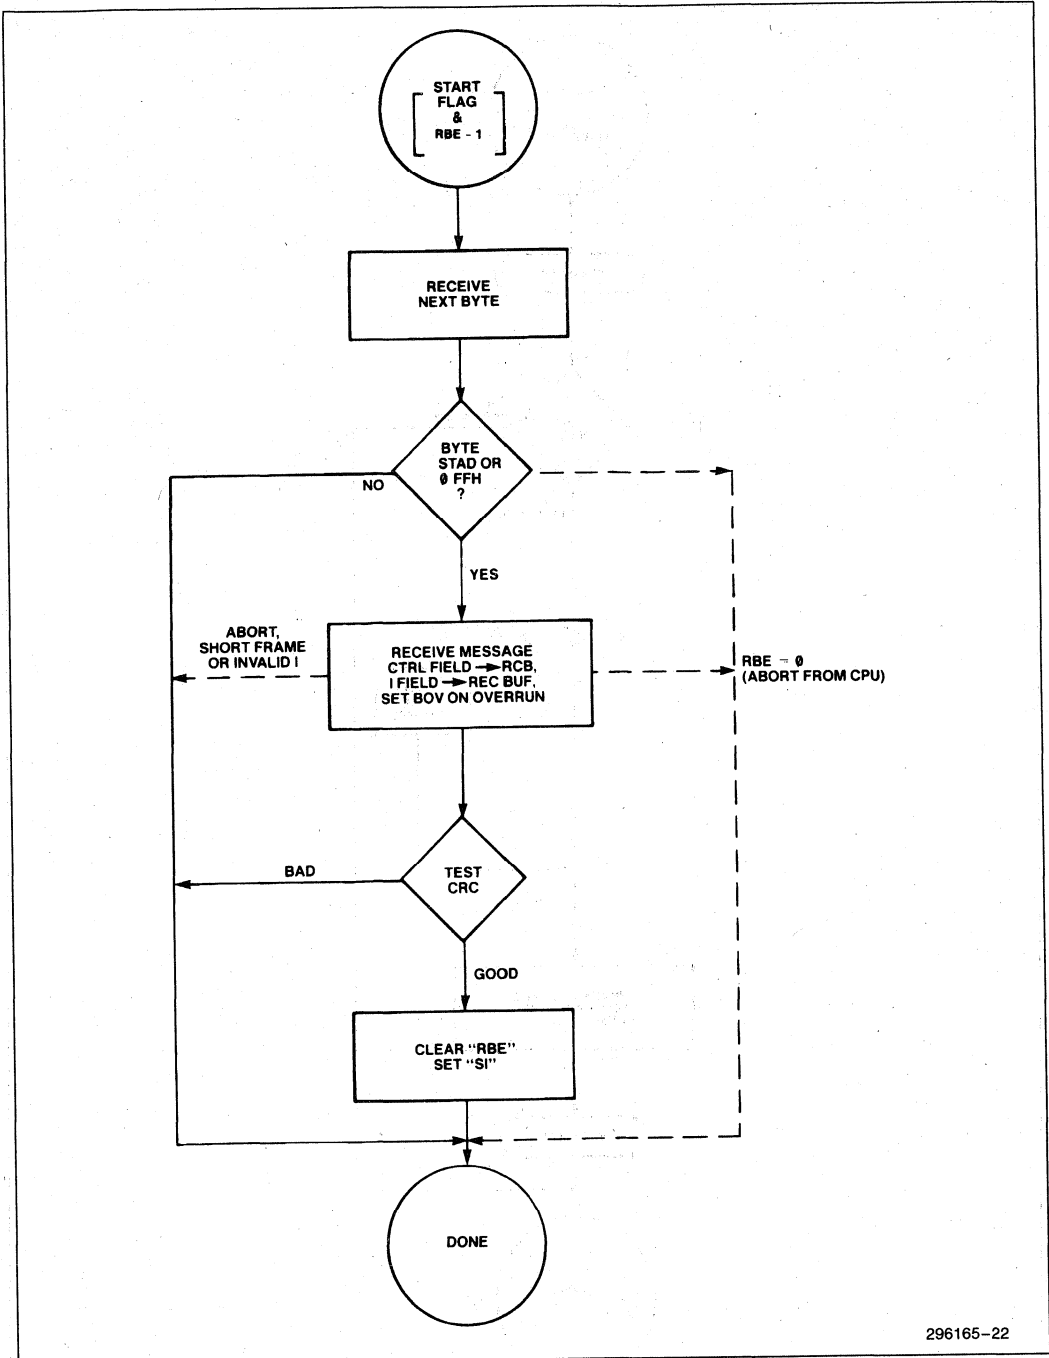 START
FLAG
&
RBE - 1
RECEIVE
NEXT BYTE
BYTE
STAD OR
0 FFH
?
NO
YES
ABORT,
SHORT FRAME
OR INVALID I
RECEIVE MESSAGE
CTRL FIELD → RCB,
I FIELD → REC BUF,
SET BOV ON OVERRUN
RBE - 0
(ABORT FROM CPU)
BAD
TEST
CRC
GOOD
CLEAR "RBE"
SET "SI"
DONE
296165-22